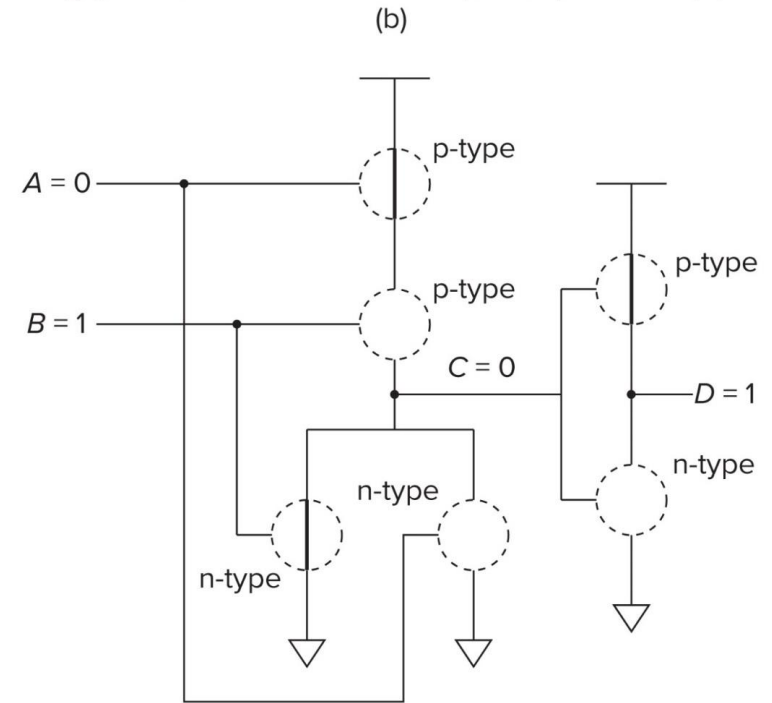 (b)
p-type
A = 0
p-type
p-type
B = 1
C = 0
D = 1
n-type
n-type
n-type